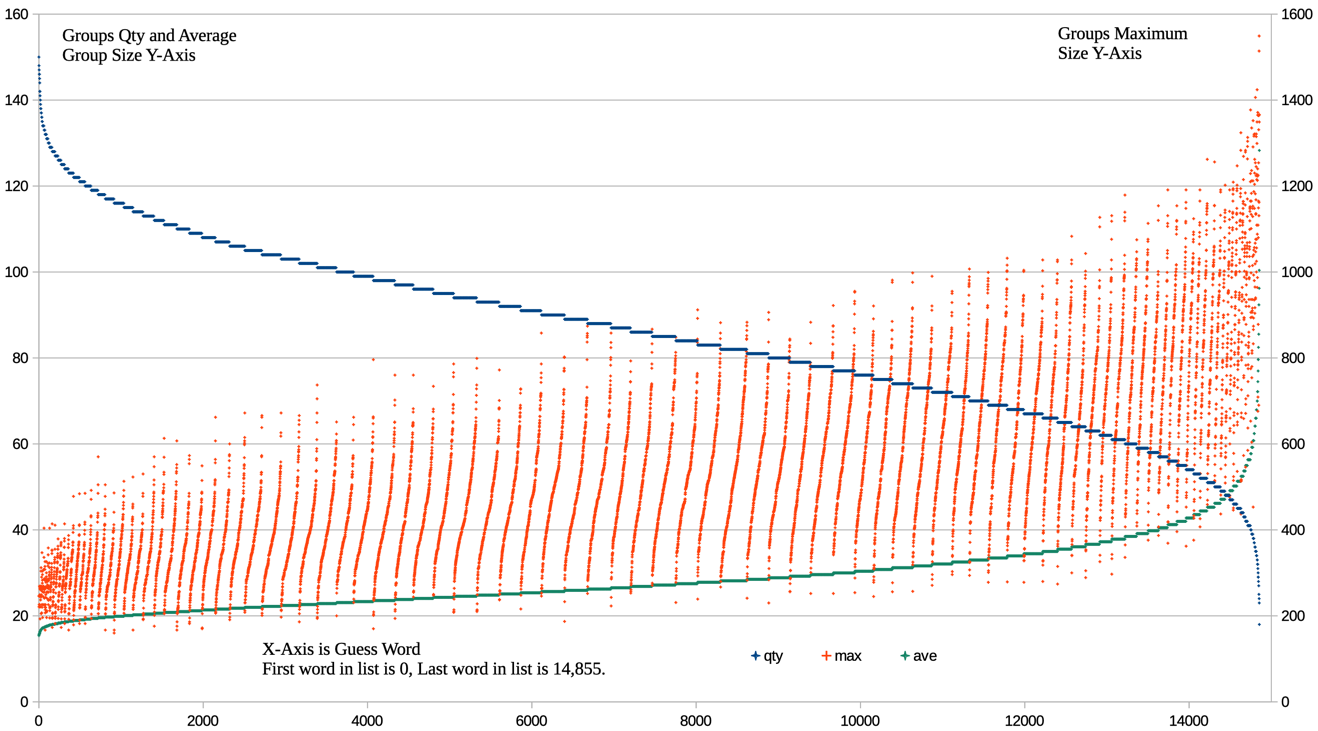 160
140
120
100
80
60
40
20
0
Groups Qty and Average
Group Size Y-Axis
Groups Maximum
Size Y-Axis
1600
1400
1200
1000
800
600
400
200
0
X-Axis is Guess Word
First word in list is 0, Last word in list is 14,855.
qty max ave
0 2000 4000 6000 8000 10000 12000 14000